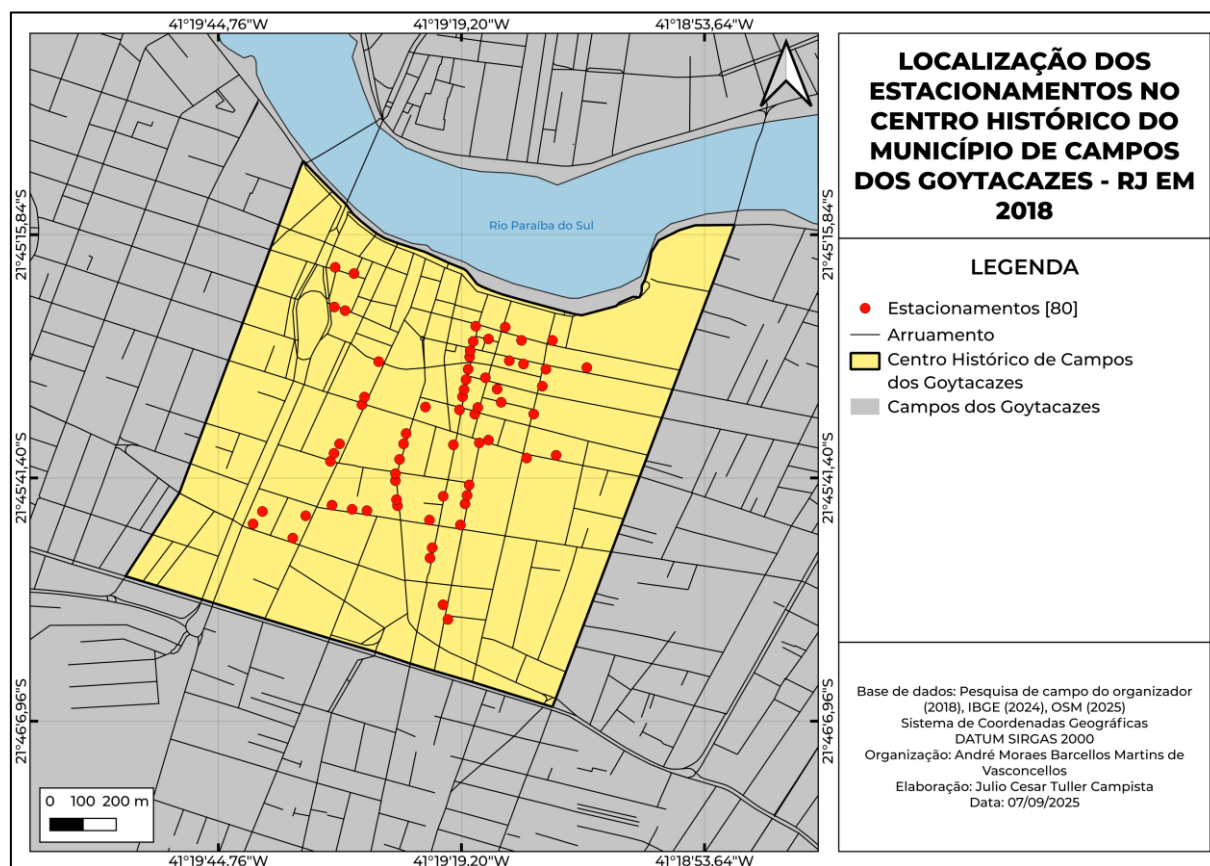 41°19'44,76"W
41°19'19,20"W
41°18'53,64"W
21°45'15,84"S
21°45'41,40"S
21°46'6,96"S
Rio Paraíba do Sul
0 100 200 m
21°45'15,84"S
21°45'41,40"S
21°46'6,96"S
41°19'44,76"W
41°19'19,20"W
41°18'53,64"W
LOCALIZAÇÃO DOS
ESTACIONAMENTOS NO
CENTRO HISTÓRICO DO
MUNICÍPIO DE CAMPOS
DOS GOYTACAZES - RJ EM
2018
LEGENDA
Estacionamentos [80]
Arruamento
Centro Histórico de Campos
dos Goytacazes
Campos dos Goytacazes
Base de dados: Pesquisa de campo do organizador
(2018), IBGE (2024), OSM (2025)
Sistema de Coordenadas Geográficas
DATUM SIRGAS 2000
Organização: André Moraes Barcellos Martins de
Vasconcellos
Elaboração: Julio Cesar Tuller Campista
Data: 07/09/2025